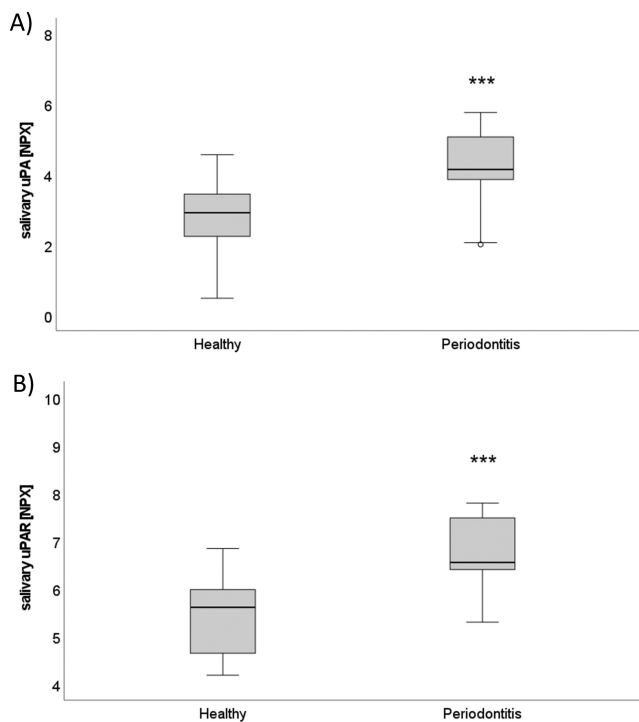 A)
salivary uPA [NPX]
8
6
4
2
0
***
Healthy Periodontitis
B)
salivary uPAR [NPX]
10
9
8
7
6
5
4
***
Healthy Periodontitis